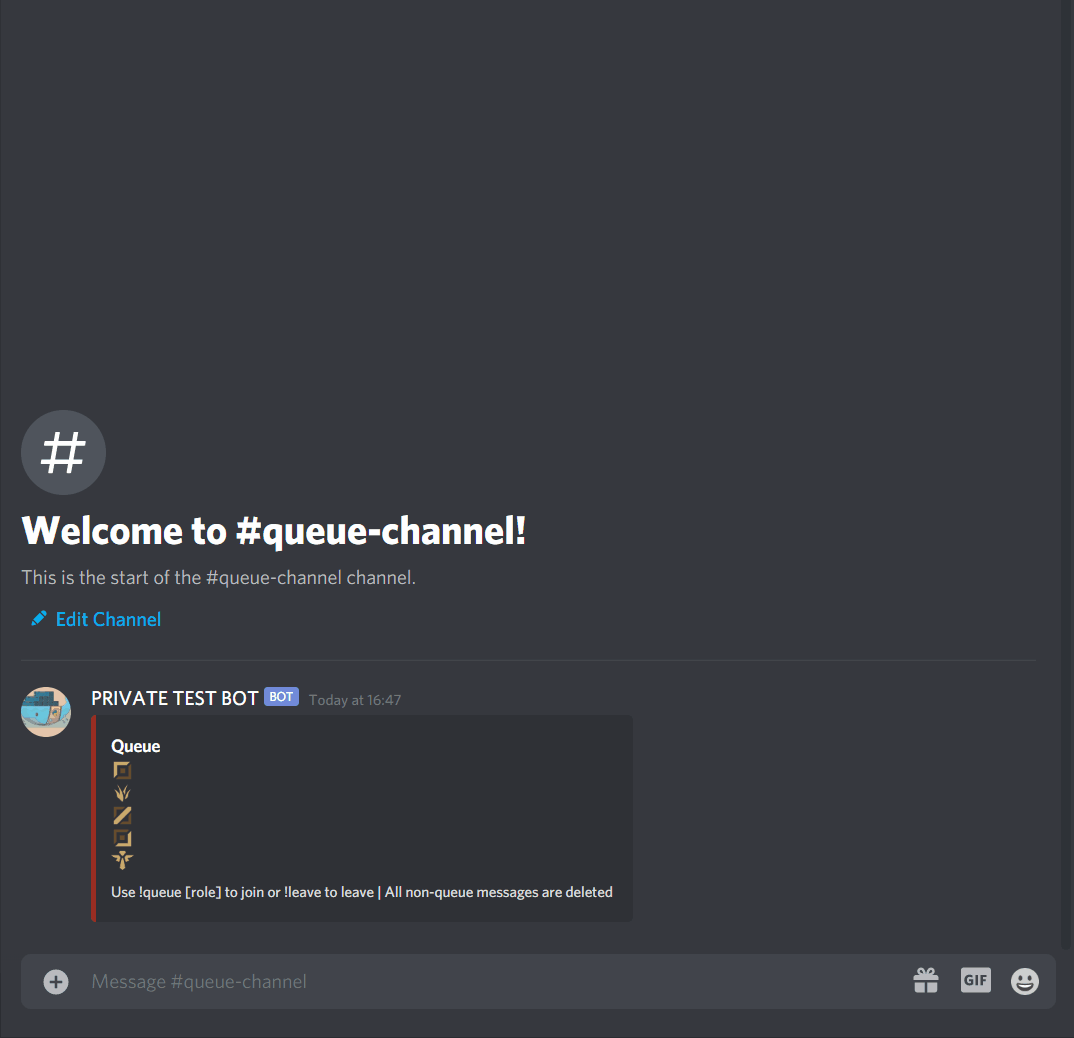 Welcome to #queue-channel!
This is the start of the #queue-channel channel.
Edit Channel
PRIVATE TEST BOT BOT Today at 16:47
Queue
Use !queue [role] to join or !leave to leave | All non-queue messages are deleted
Message #queue-channel GIF